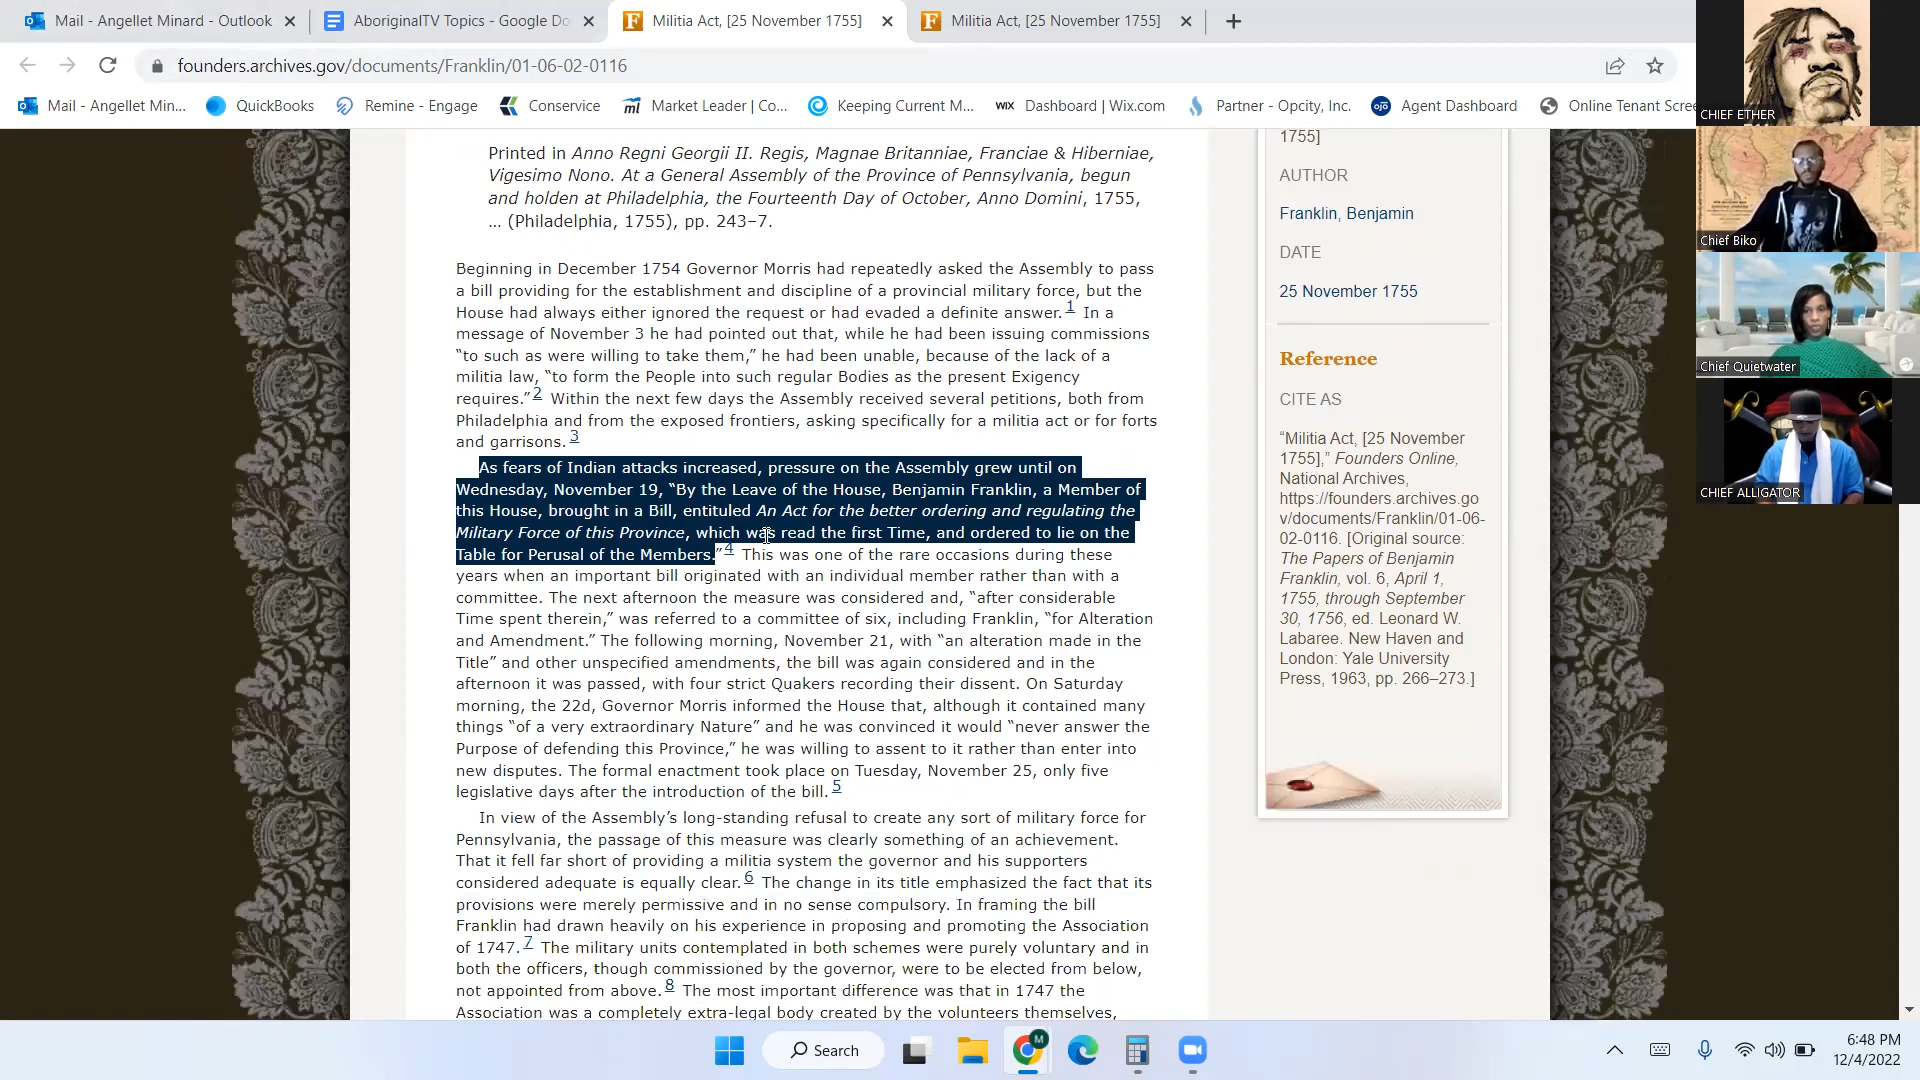 Mail - Angellet Minard - Outlook
AboriginalTV Topics - Google Do
Militia Act, [25 November 1755]
Militia Act, [25 November 1755]
founders.archives.gov/documents/Franklin/01-06-02-0116
Mail - Angellet Min...
QuickBooks
Remine - Engage
Conservice
Market Leader | Co...
Keeping Current M...
WIX Dashboard | Wix.com
Partner - Opcity, Inc.
ojo Agent Dashboard
Online Tenant Scre
Printed in Anno Regni Georgii II. Regis, Magnae Britanniae, Franciae & Hiberniae,
Vigesimo Nono. At a General Assembly of the Province of Pennsylvania, begun
and holden at Philadelphia, the Fourteenth Day of October, Anno Domini, 1755,
... (Philadelphia, 1755), pp. 243–7.
Beginning in December 1754 Governor Morris had repeatedly asked the Assembly to pass
a bill providing for the establishment and discipline of a provincial military force, but the
House had always either ignored the request or had evaded a definite answer. 1 In a
message of November 3 he had pointed out that, while he had been issuing commissions
“to such as were willing to take them,” he had been unable, because of the lack of a
militia law, “to form the People into such regular Bodies as the present Exigency
requires.” 2 Within the next few days the Assembly received several petitions, both from
Philadelphia and from the exposed frontiers, asking specifically for a militia act or for forts
and garrisons. 3
As fears of Indian attacks increased, pressure on the Assembly grew until on
Wednesday, November 19, “By the Leave of the House, Benjamin Franklin, a Member of
this House, brought in a Bill, entituled An Act for the better ordering and regulating the
Military Force of this Province, which was read the first Time, and ordered to lie on the
Table for Perusal of the Members.” 4 This was one of the rare occasions during these
years when an important bill originated with an individual member rather than with a
committee. The next afternoon the measure was considered and, “after considerable
Time spent therein,” was referred to a committee of six, including Franklin, “for Alteration
and Amendment.” The following morning, November 21, with “an alteration made in the
Title” and other unspecified amendments, the bill was again considered and in the
afternoon it was passed, with four strict Quakers recording their dissent. On Saturday
morning, the 22d, Governor Morris informed the House that, although it contained many
things “of a very extraordinary Nature” and he was convinced it would “never answer the
Purpose of defending this Province,” he was willing to assent to it rather than enter into
new disputes. The formal enactment took place on Tuesday, November 25, only five
legislative days after the introduction of the bill. 5
In view of the Assembly’s long-standing refusal to create any sort of military force for
Pennsylvania, the passage of this measure was clearly something of an achievement.
That it fell far short of providing a militia system the governor and his supporters
considered adequate is equally clear. 6 The change in its title emphasized the fact that its
provisions were merely permissive and in no sense compulsory. In framing the bill
Franklin had drawn heavily on his experience in proposing and promoting the Association
of 1747. 7 The military units contemplated in both schemes were purely voluntary and in
both the officers, though commissioned by the governor, were to be elected from below,
not appointed from above. 8 The most important difference was that in 1747 the
Association was a completely extra-legal body created by the volunteers themselves,
1755]
AUTHOR
Franklin, Benjamin
DATE
25 November 1755
Reference
CITE AS
“Militia Act, [25 November
1755],” Founders Online,
National Archives,
https://founders.archives.go
v/documents/Franklin/01-06-
02-0116. [Original source:
The Papers of Benjamin
Franklin, vol. 6, April 1,
1755, through September
30, 1756, ed. Leonard W.
Labaree. New Haven and
London: Yale University
Press, 1963, pp. 266–273.]
CHIEF ETHER
Chief Biko
Chief Quietwater
CHIEF ALLIGATOR
Search
M
6:48 PM
12/4/2022